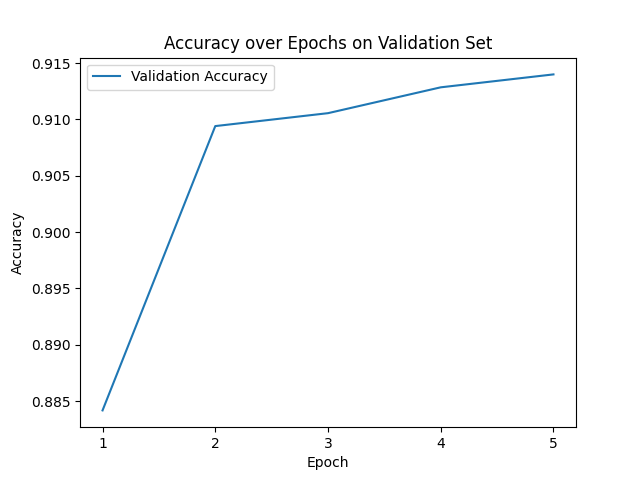 Accuracy over Epochs on Validation Set
Validation Accuracy
0.915
0.910
0.905
0.900
0.895
0.890
0.885
Accuracy
1 2 3 4 5
Epoch